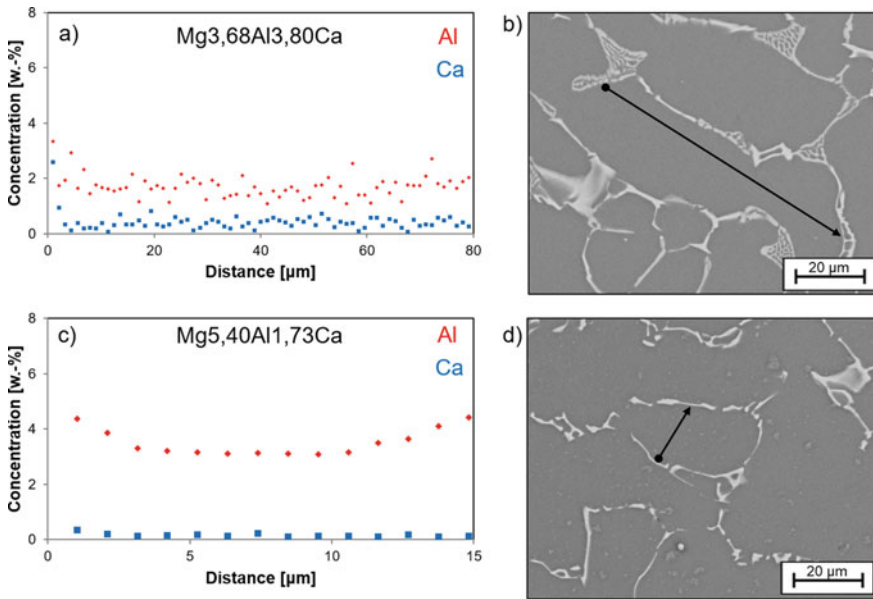 a)
Mg3,68Al3,80Ca
Al
Ca
Concentration [w.-%]
8
6
4
2
0
0 20 40 60 80
Distance [µm]
b)
20 µm
c)
Mg5,40Al1,73Ca
Al
Ca
Concentration [w.-%]
8
6
4
2
0
0 5 10 15
Distance [µm]
d)
20 µm